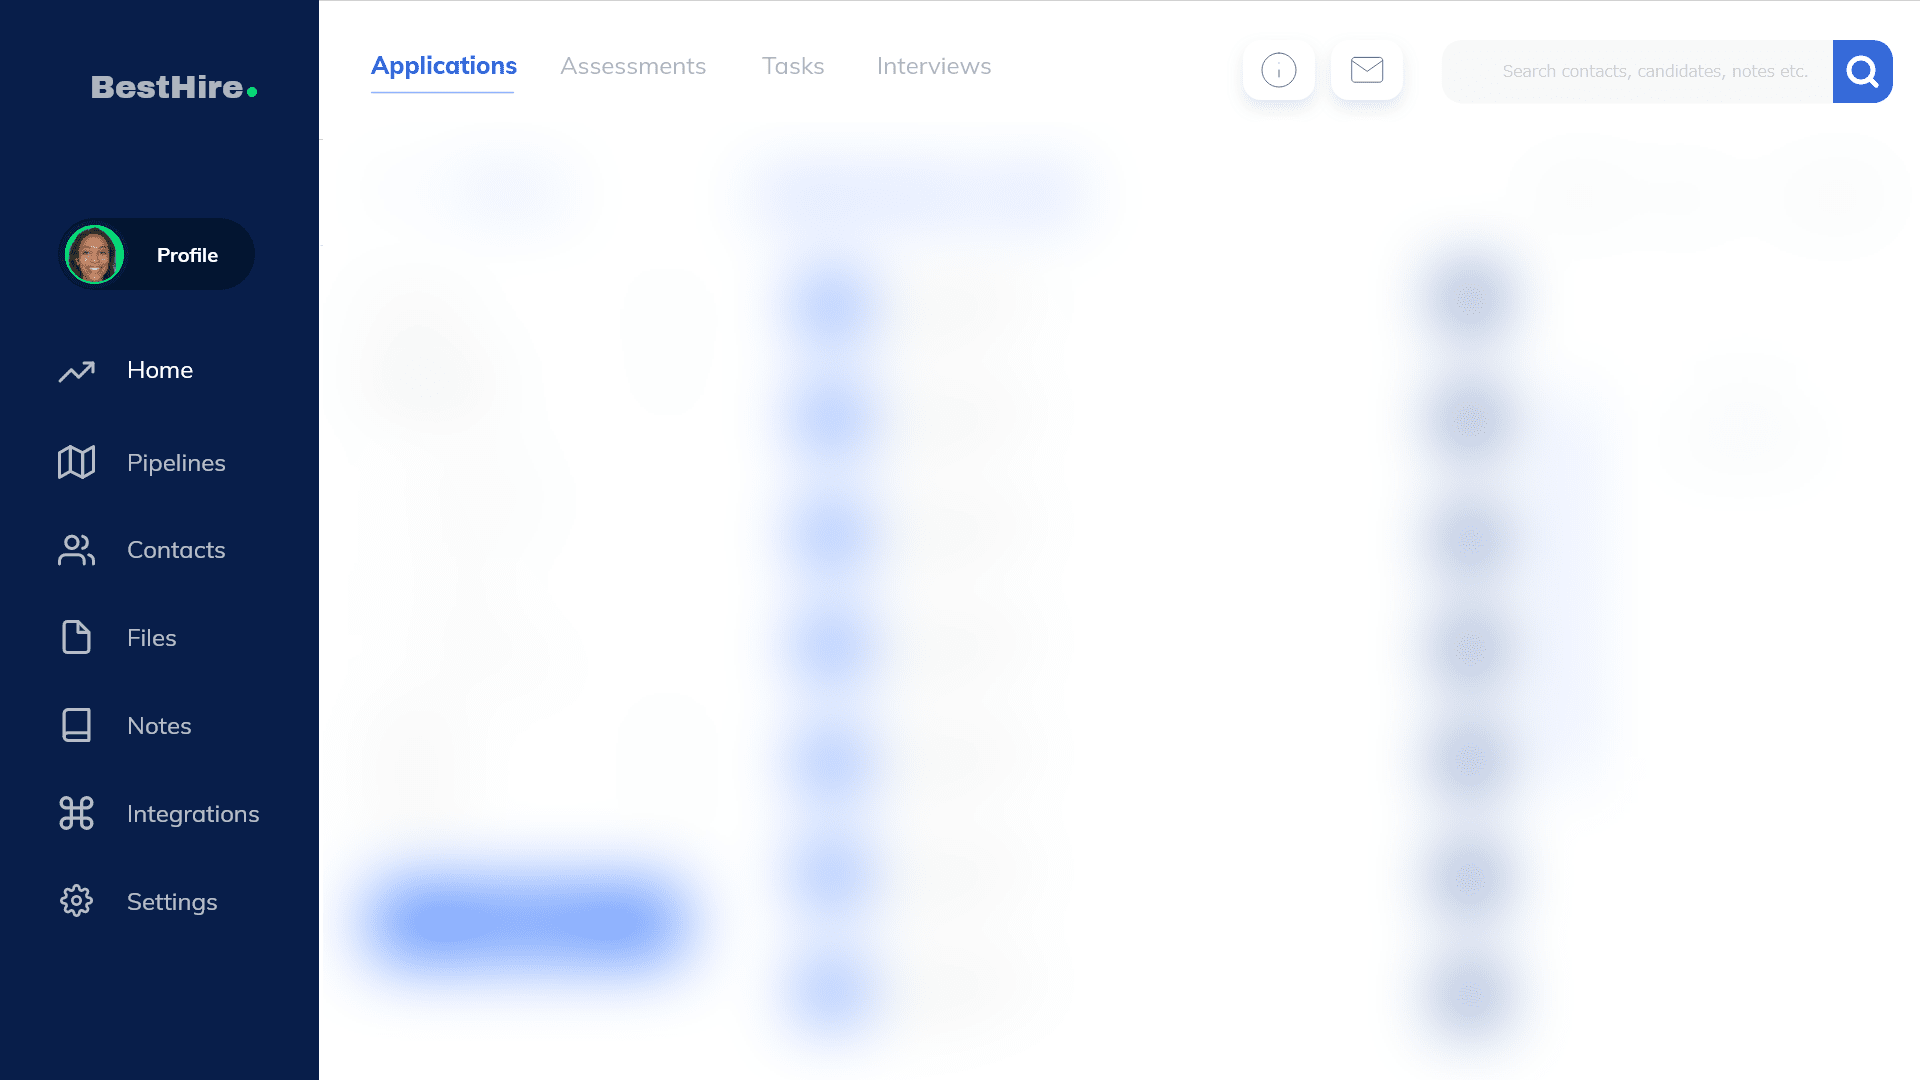 BestHire.
Applications Assessments Tasks Interviews
Search contacts, candidates, notes etc.
Profile
Home
Pipelines
Contacts
Files
Notes
Integrations
Settings